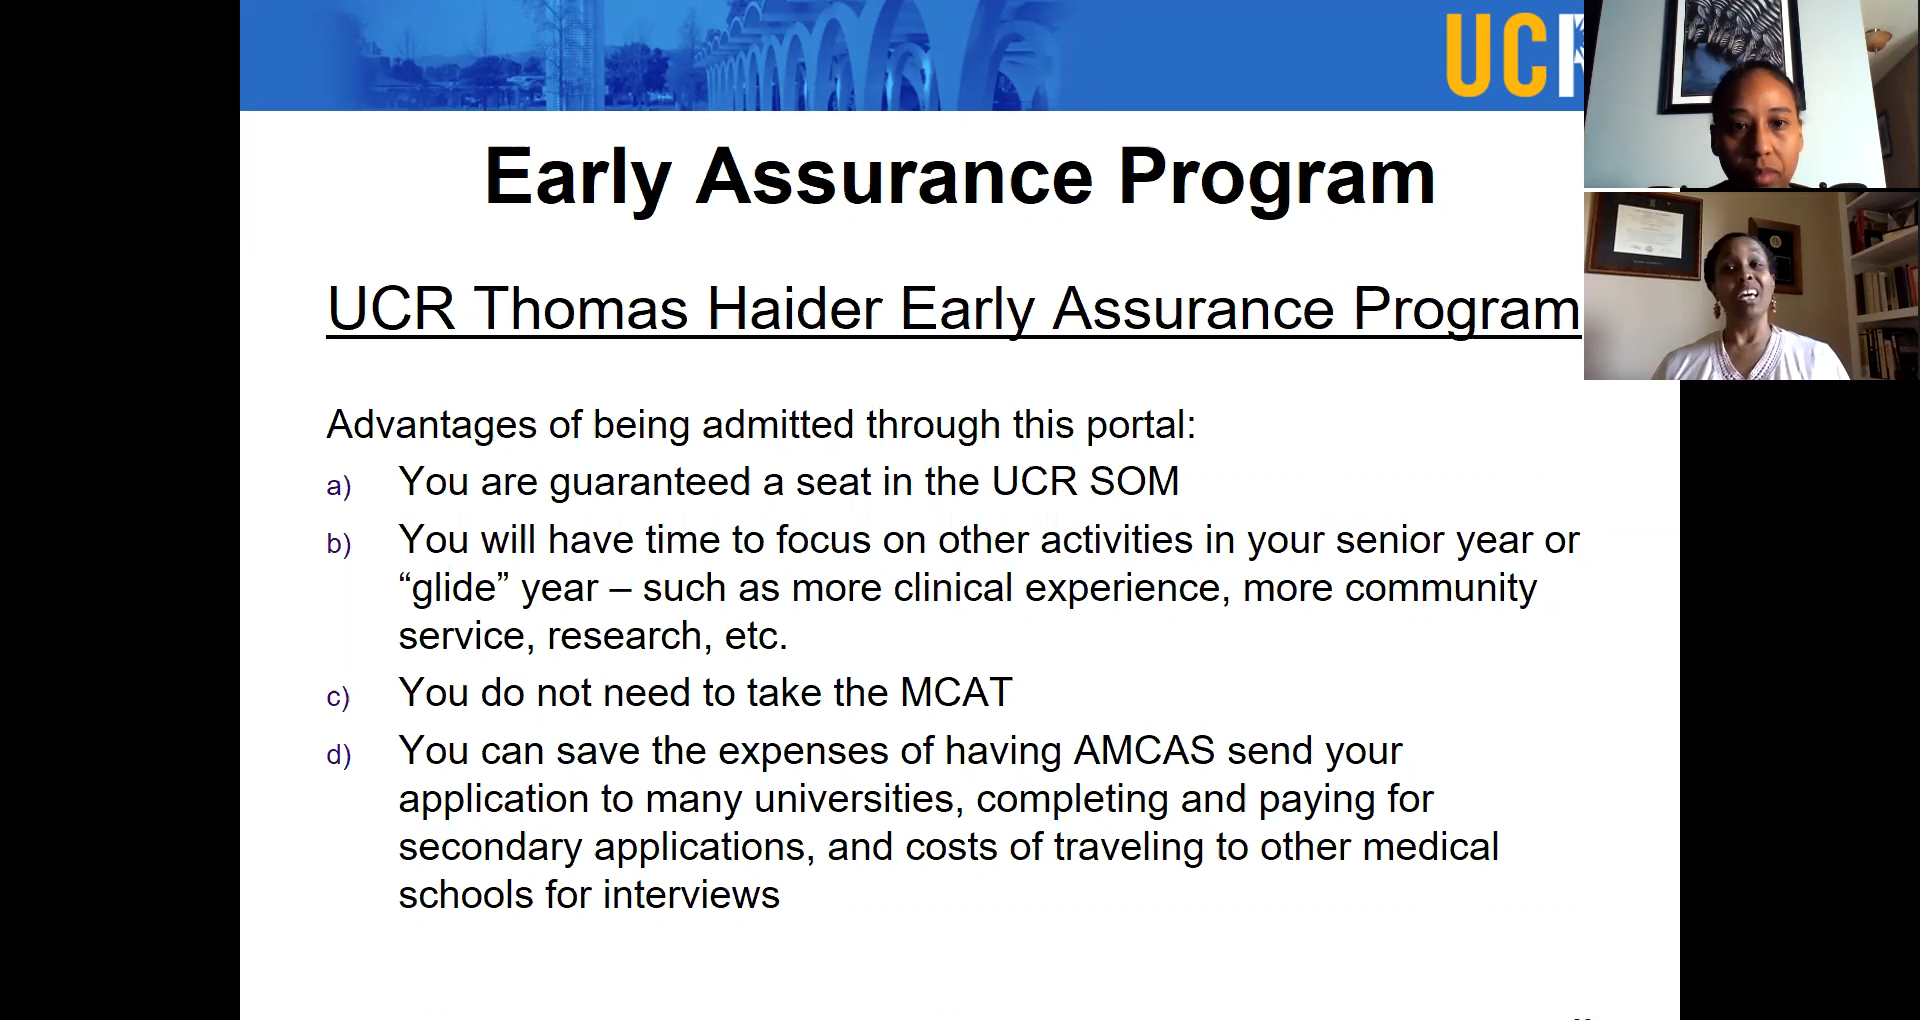 UCR
Early Assurance Program
UCR Thomas Haider Early Assurance Program
Advantages of being admitted through this portal:
a) You are guaranteed a seat in the UCR SOM
b) You will have time to focus on other activities in your senior year or
“glide” year – such as more clinical experience, more community
service, research, etc.
c) You do not need to take the MCAT
d) You can save the expenses of having AMCAS send your
application to many universities, completing and paying for
secondary applications, and costs of traveling to other medical
schools for interviews